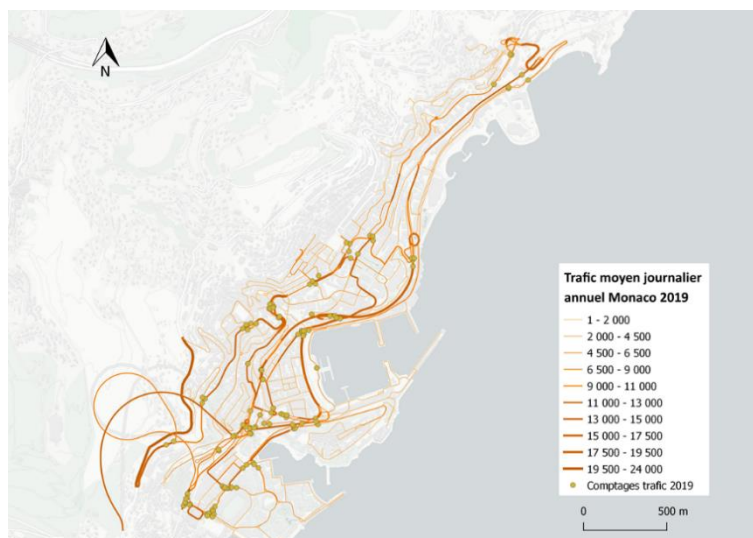 N
Trafic moyen journalier
annuel Monaco 2019
1 - 2 000
2 000 - 4 500
4 500 - 6 500
6 500 - 9 000
9 000 - 11 000
11 000 - 13 000
13 000 - 15 000
15 000 - 17 500
17 500 - 19 500
19 500 - 24 000
Comptages trafic 2019
0 500 m